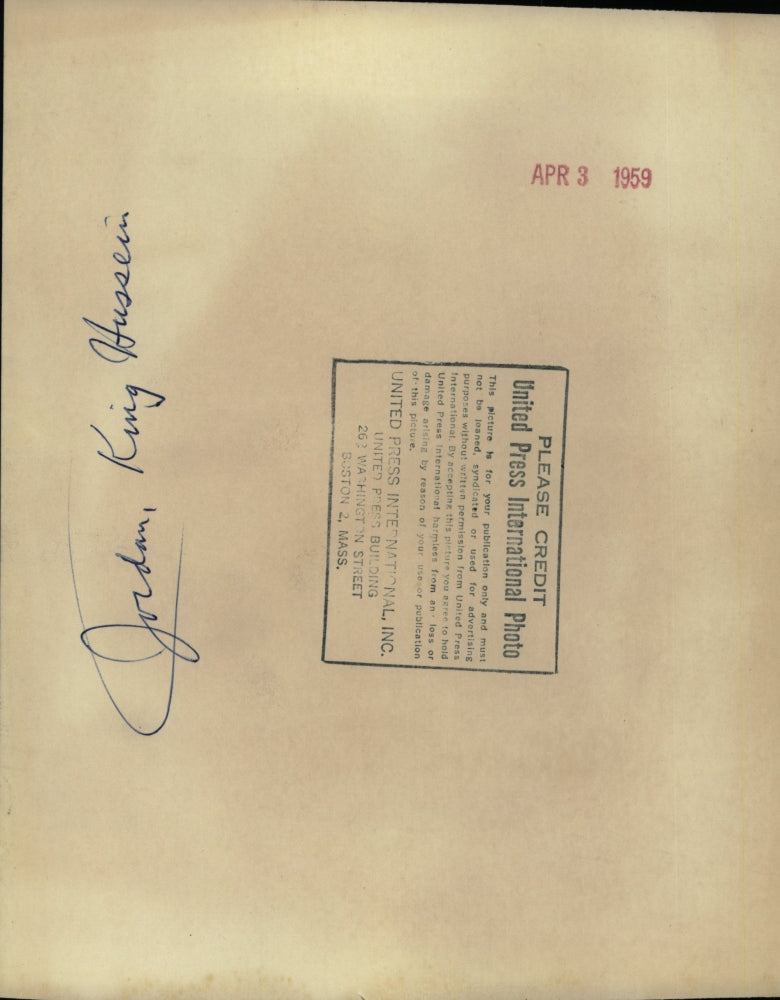 APR 3 1959
Jordan, King Hussein
PLEASE CREDIT
United Press International Photo
This picture is for your publication only and must
not be loaned, syndicated or used for advertising
purposes without written permission from United Press
International. By accepting this picture you agree to hold
United Press International harmless from any loss or
damage arising by reason of your use or publication
of this picture.
UNITED PRESS INTERNATIONAL, INC.
UNITED PRESS BUILDING
WASHINGTON STREET
BOSTON 2, MASS.